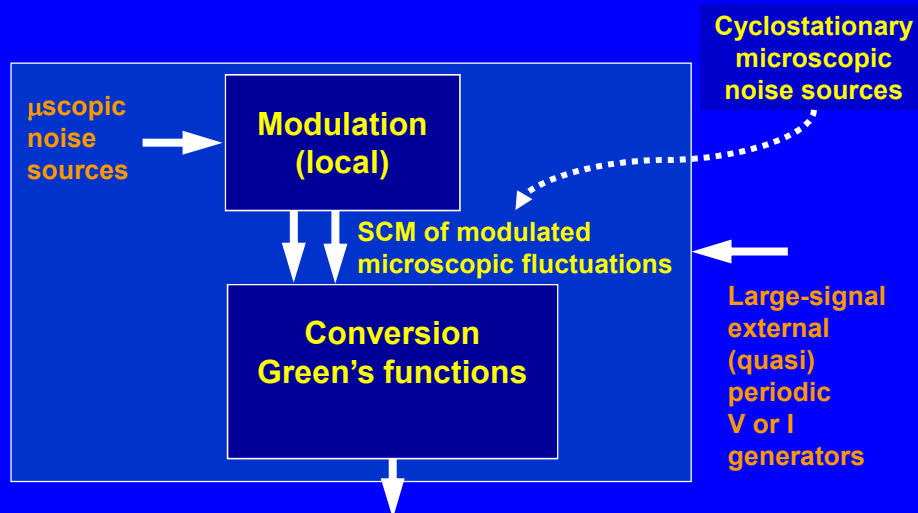 Cyclostationary
microscopic
noise sources
μscopic
noise
sources
Modulation
(local)
SCM of modulated
microscopic fluctuations
Large-signal
external
(quasi)
periodic
V or I
generators
Conversion
Green's functions